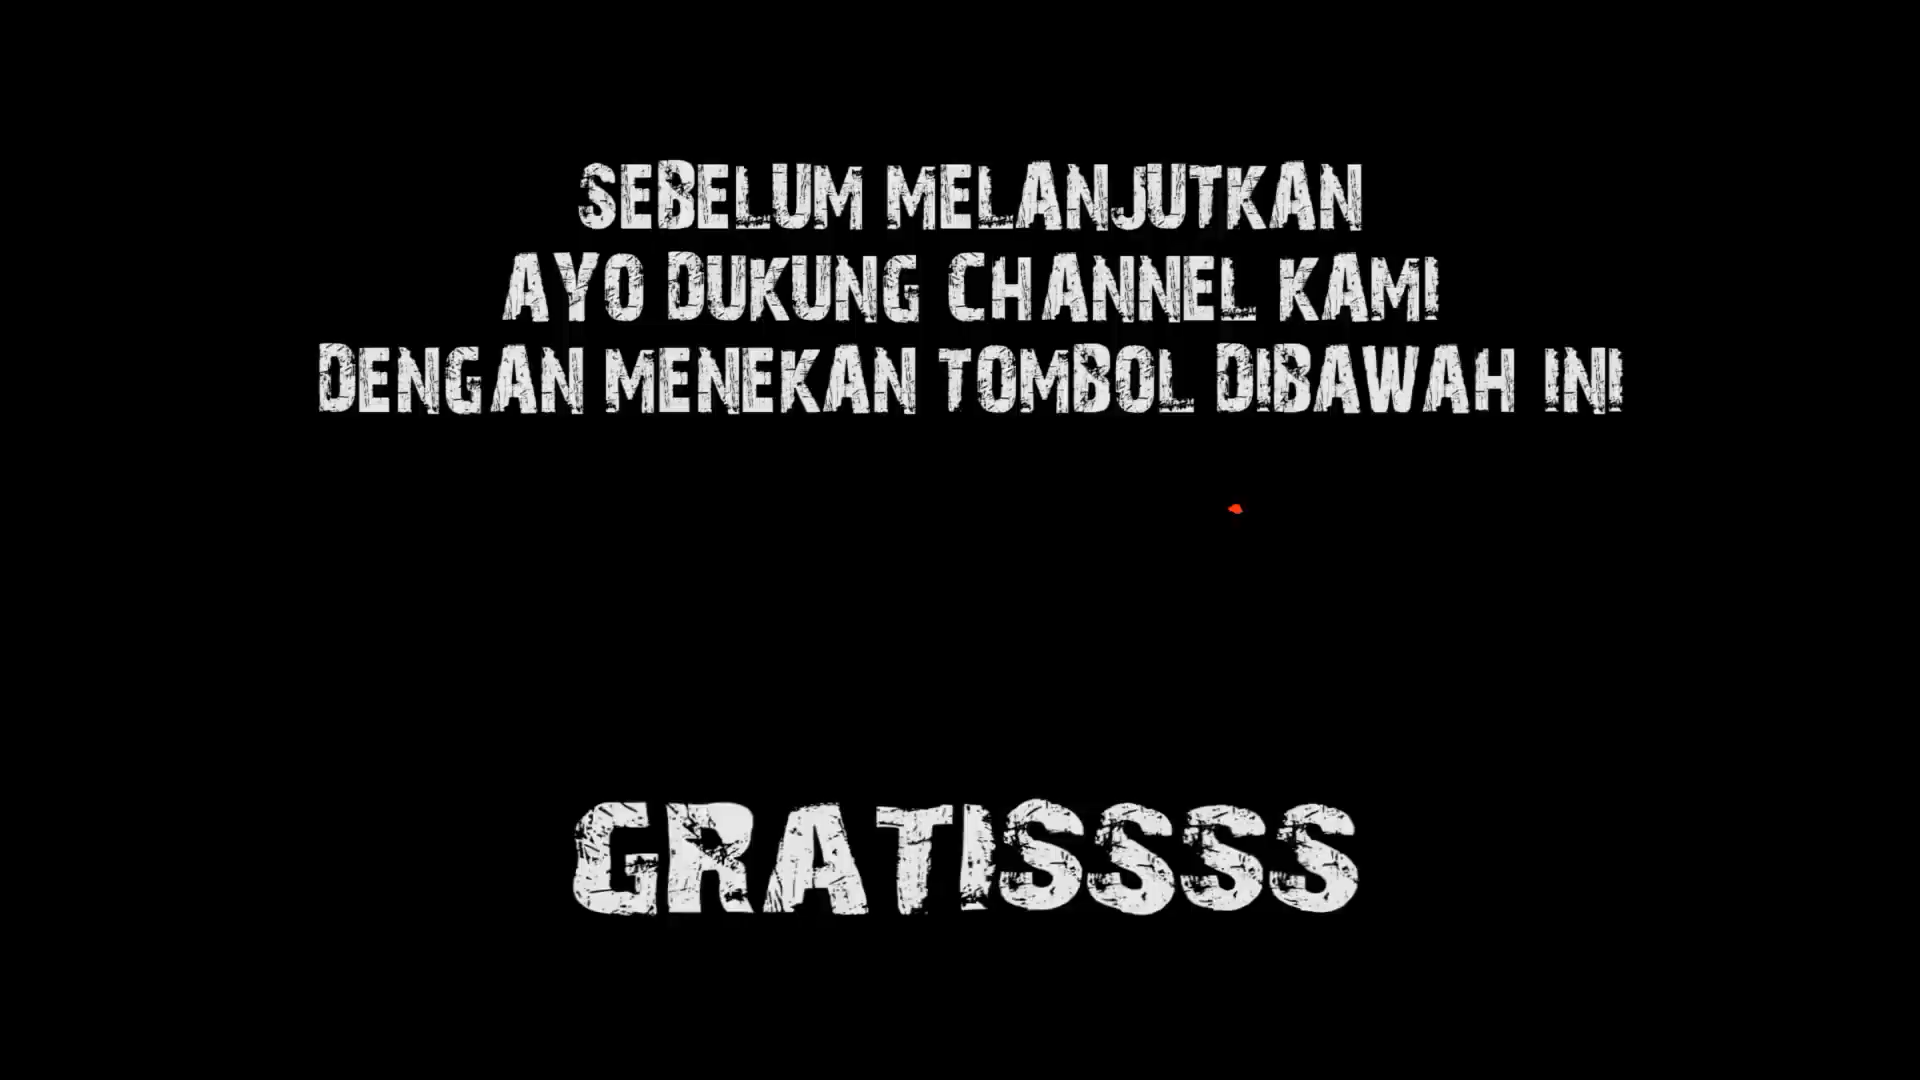 SEBELUM MELANJUTKAN
AYO DUKUNG CHANNEL KAMI
DENGAN MENEKAN TOMBOL DIBAWAH INI
GRATISSSS